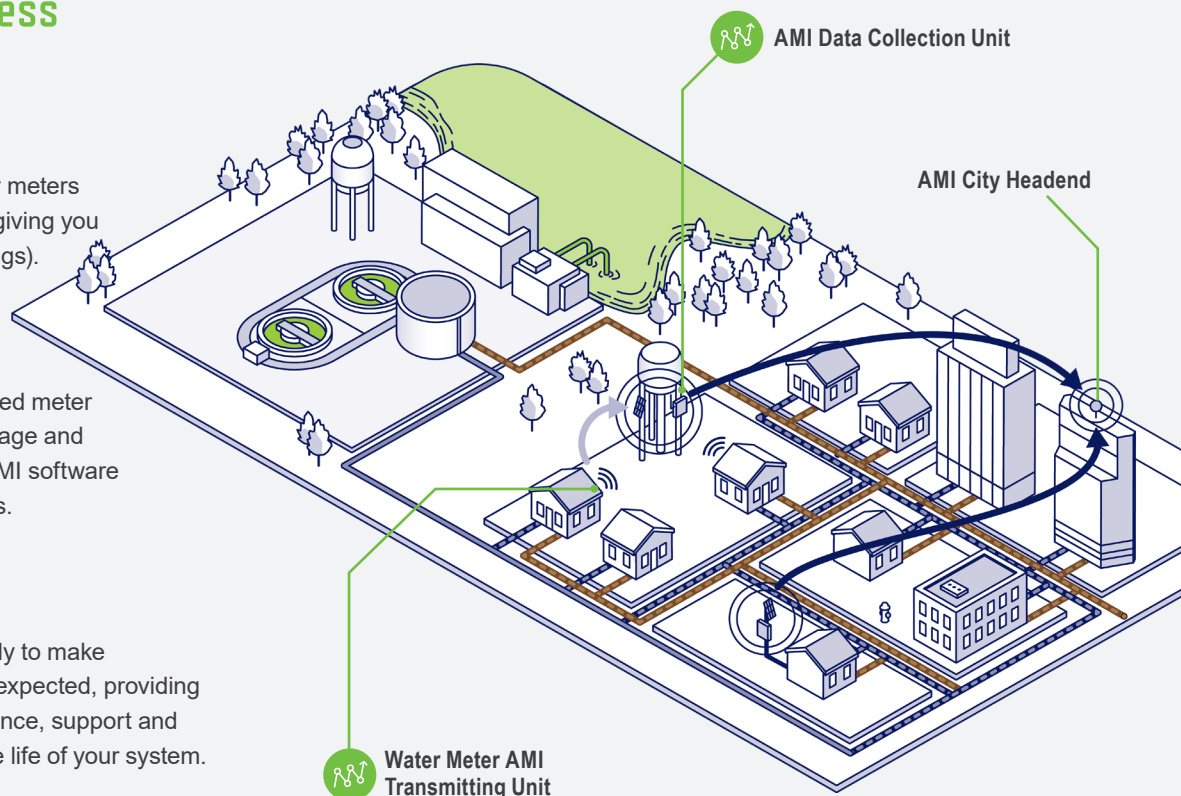 ess
AMI Data Collection Unit
AMI City Headend
meters
giving you
gs).
ed meter
age and
MI software
s.
ly to make
expected, providing
nce, support and
e life of your system.
Water Meter AMI
Transmitting Unit